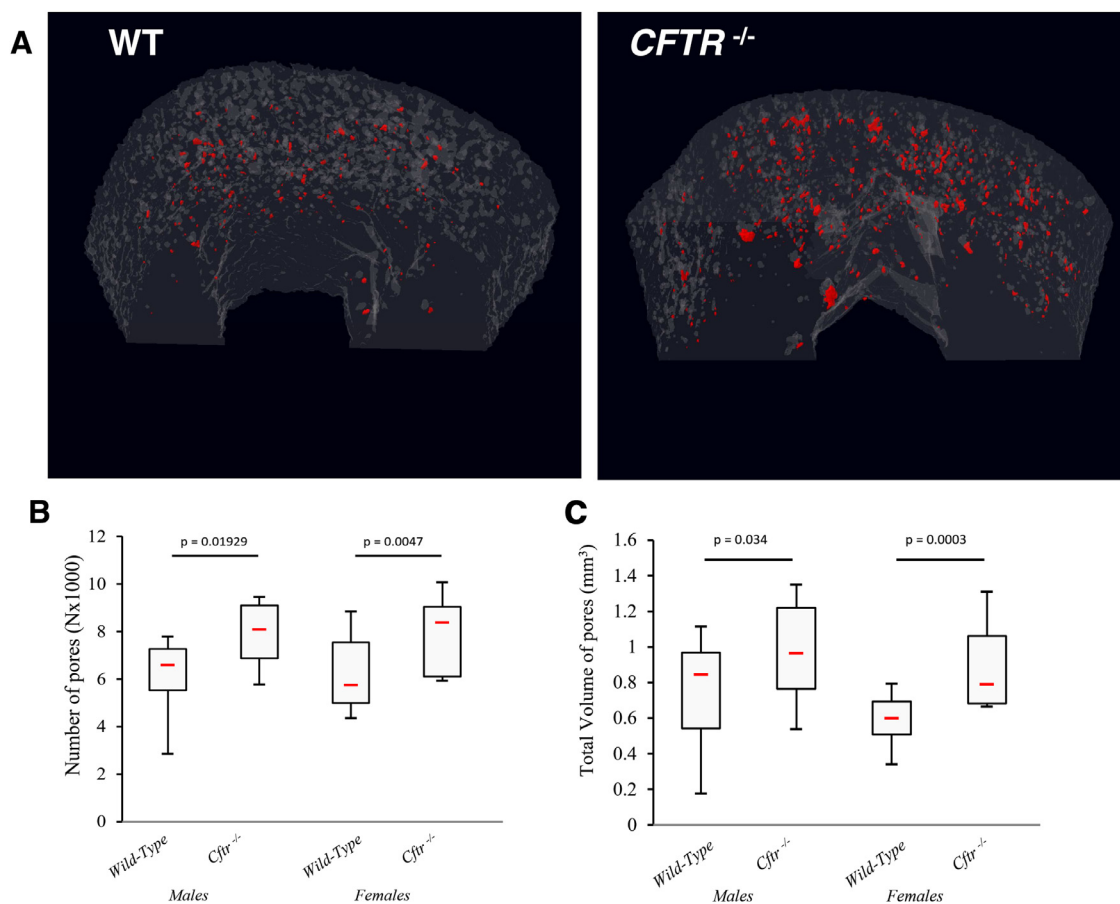 A
WT
CFTR -/-
B
12
10
8
6
4
2
0
Number of pores (Nx1000)
p = 0.01929
p = 0.0047
Wild-Type
Cftr -/-
Wild-Type
Cftr -/-
Males
Females
C
1.6
1.4
1.2
1
0.8
0.6
0.4
0.2
0
Total Volume of pores (mm³)
p = 0.034
p = 0.0003
Wild-Type
Cftr -/-
Wild-Type
Cftr -/-
Males
Females